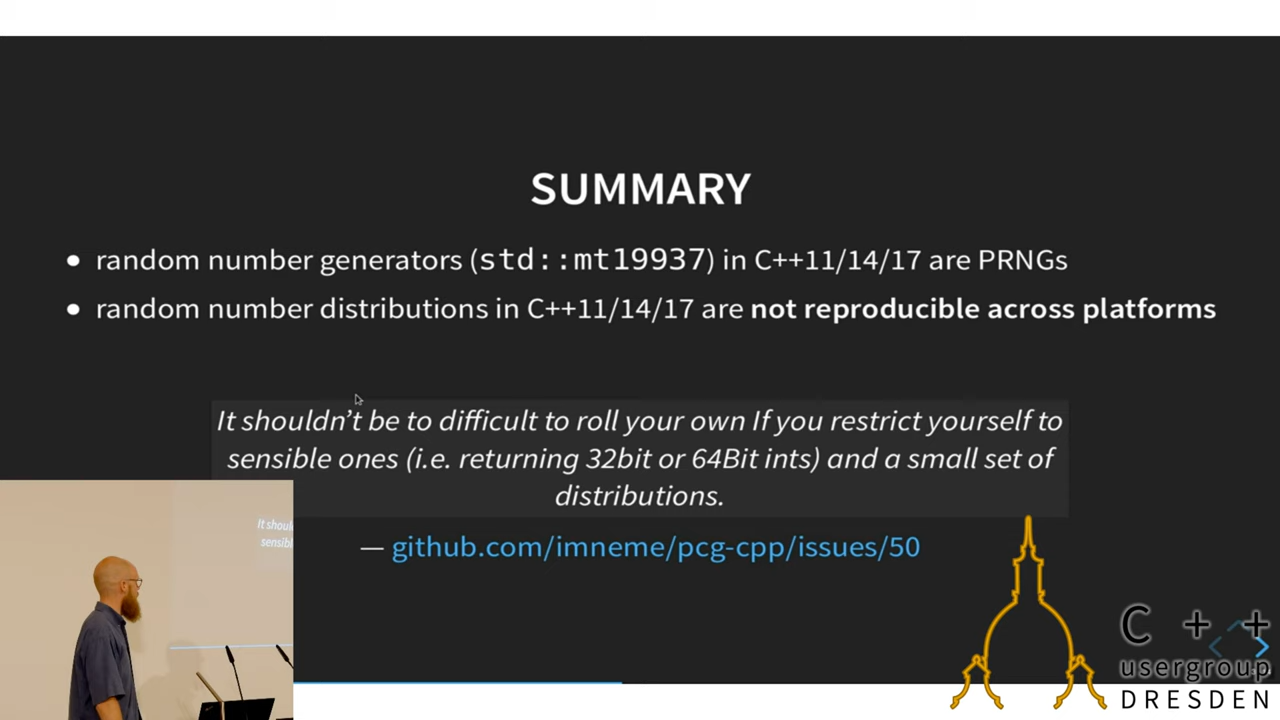 SUMMARY
random number generators (std::mt19937) in C++11/14/17 are PRNGs
random number distributions in C++11/14/17 are not reproducible across platforms
It shouldn't be to difficult to roll your own If you restrict yourself to
sensible ones (i.e. returning 32bit or 64Bit ints) and a small set of
distributions.
— github.com/imneme/pcg-cpp/issues/50
It shoul
sensibl
C + +
usergroup
DRESDEN